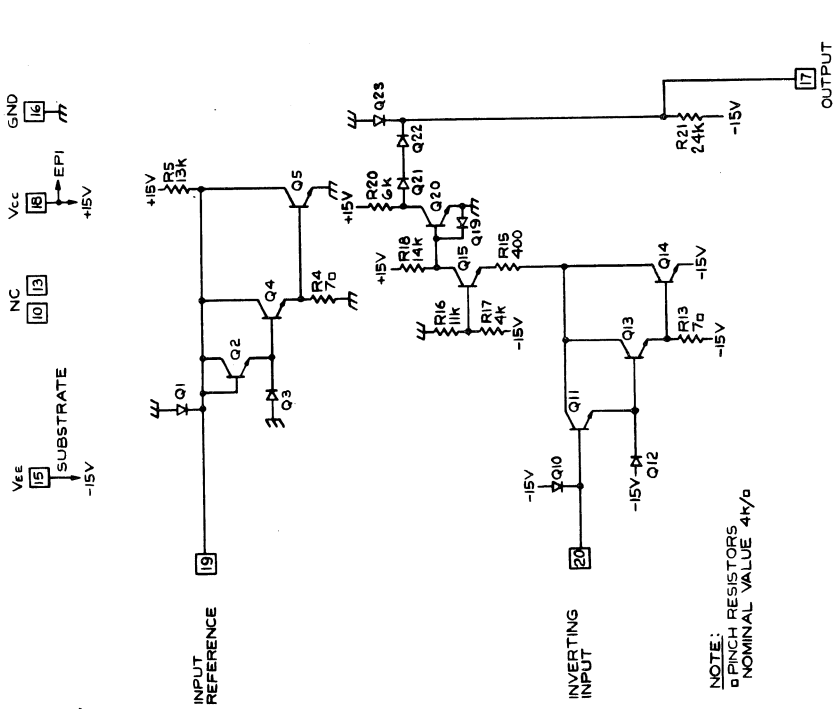 GND
16
Vcc
18
EPI
+15V
NC
10
13
VEE
15
SUBSTRATE
-15V
+15V
R5
13k
Q5
Q4
R4
7□
Q2
Q1
Q3
19
INPUT
REFERENCE
Q23
Q22
Q21
+15V
R20
6k
Q20
Q19
+15V
R18
14k
Q15
R15
400
R16
11k
R17
4k
-15V
R21
24k
-15V
17
OUTPUT
Q14
-15V
Q13
R13
7□
-15V
Q11
-15V
Q10
-15V
Q12
20
INVERTING
INPUT
NOTE:
□ PINCH RESISTORS
NOMINAL VALUE 4k/□